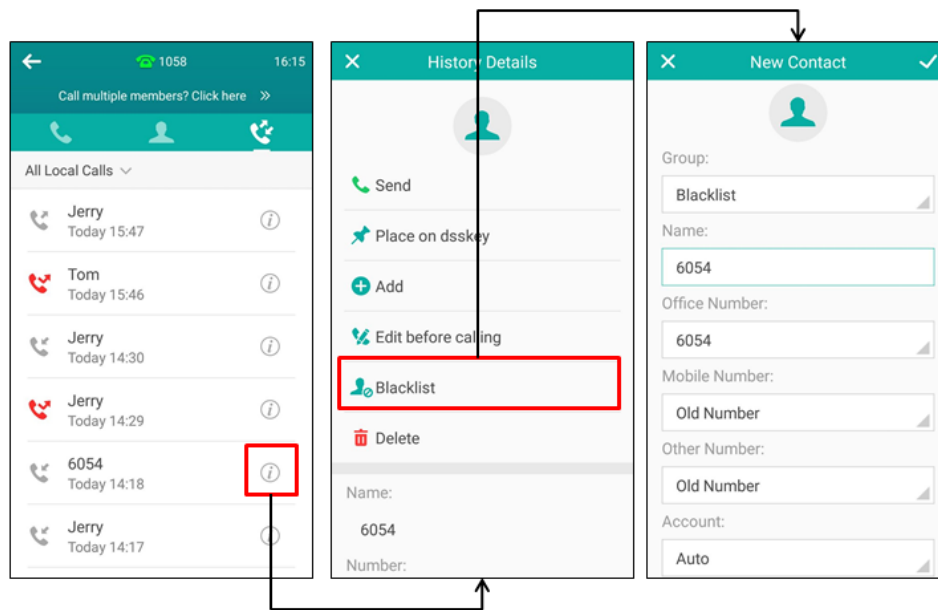 1058
16:15
Call multiple members? Click here »
All Local Calls
Jerry
Today 15:47
Tom
Today 15:46
Jerry
Today 14:30
Jerry
Today 14:29
6054
Today 14:18
Jerry
Today 14:17
History Details
Send
Place on dsskey
Add
Edit before calling
Blacklist
Delete
Name:
6054
Number:
New Contact
Group:
Blacklist
Name:
6054
Office Number:
6054
Mobile Number:
Old Number
Other Number:
Old Number
Account:
Auto